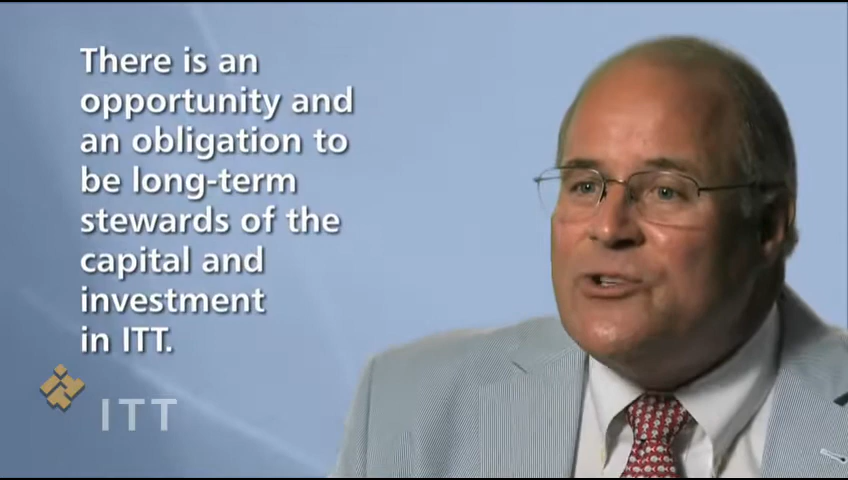 There is an
opportunity and
an obligation to
be long-term
stewards of the
capital and
investment
in ITT.
ITT